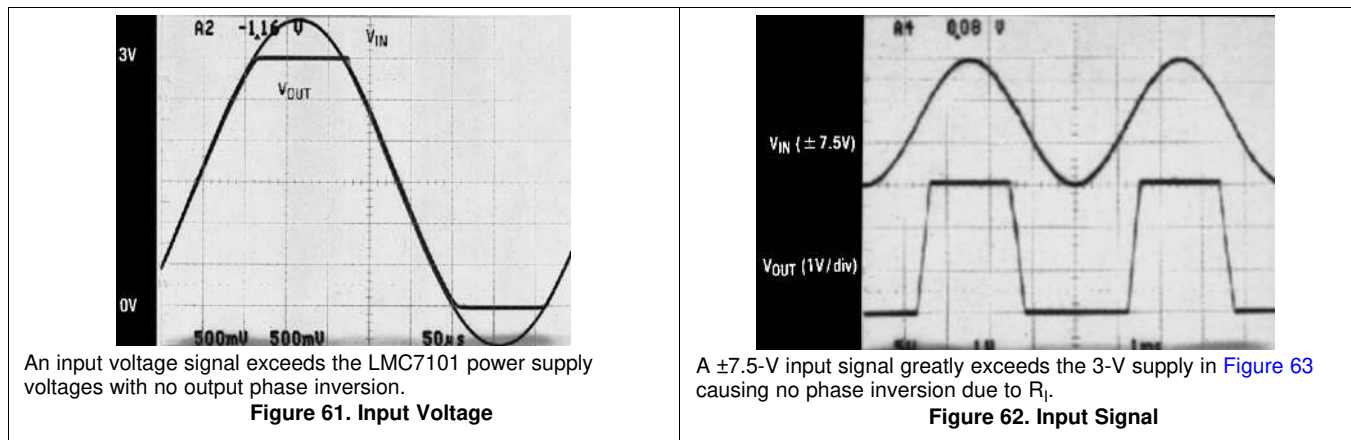 A2 -1.16 V
VIN
3V
VOUT
0V
500mV 500mV 50µs
An input voltage signal exceeds the LMC7101 power supply
voltages with no output phase inversion.
Figure 61. Input Voltage
A4 0.08 V
VIN (±7.5V)
VOUT (1V/div)
5V 1V 1ms
A ±7.5-V input signal greatly exceeds the 3-V supply in Figure 63
causing no phase inversion due to RI.
Figure 62. Input Signal